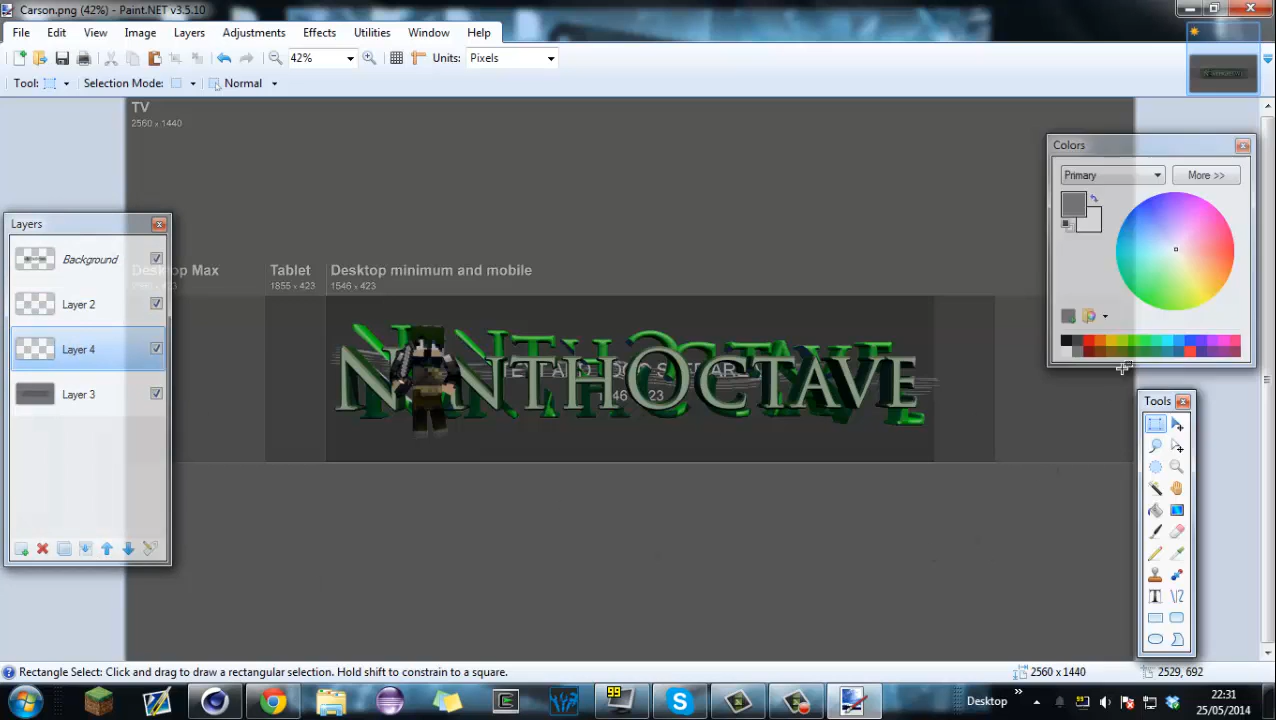 Carson.png (42%) - Paint.NET v3.5.10
File Edit View Image Layers Adjustments Effects Utilities Window Help
42% Units: Pixels
Tool: Selection Mode: Normal
TV
2560 x 1440
Colors
Primary More >>
Layers
Background
Layer 2
Layer 4
Layer 3
Desktop Max
Tablet
1855 x 423
Desktop minimum and mobile
1546 x 423
NINTHOCTAVE
Tools
Rectangle Select: Click and drag to draw a rectangular selection. Hold shift to constrain to a square.
2560 x 1440
2529, 692
99
Desktop
22:31
25/05/2014